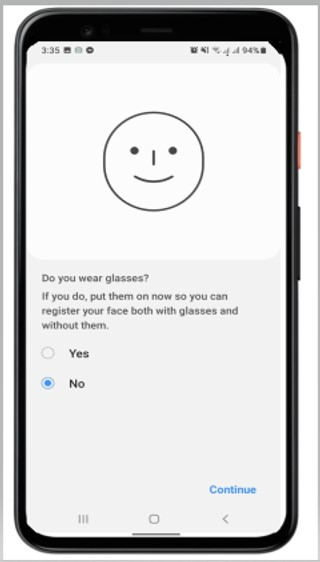 3:35 94%
Do you wear glasses?
If you do, put them on now so you can
register your face both with glasses and
without them.
Yes
No
Continue